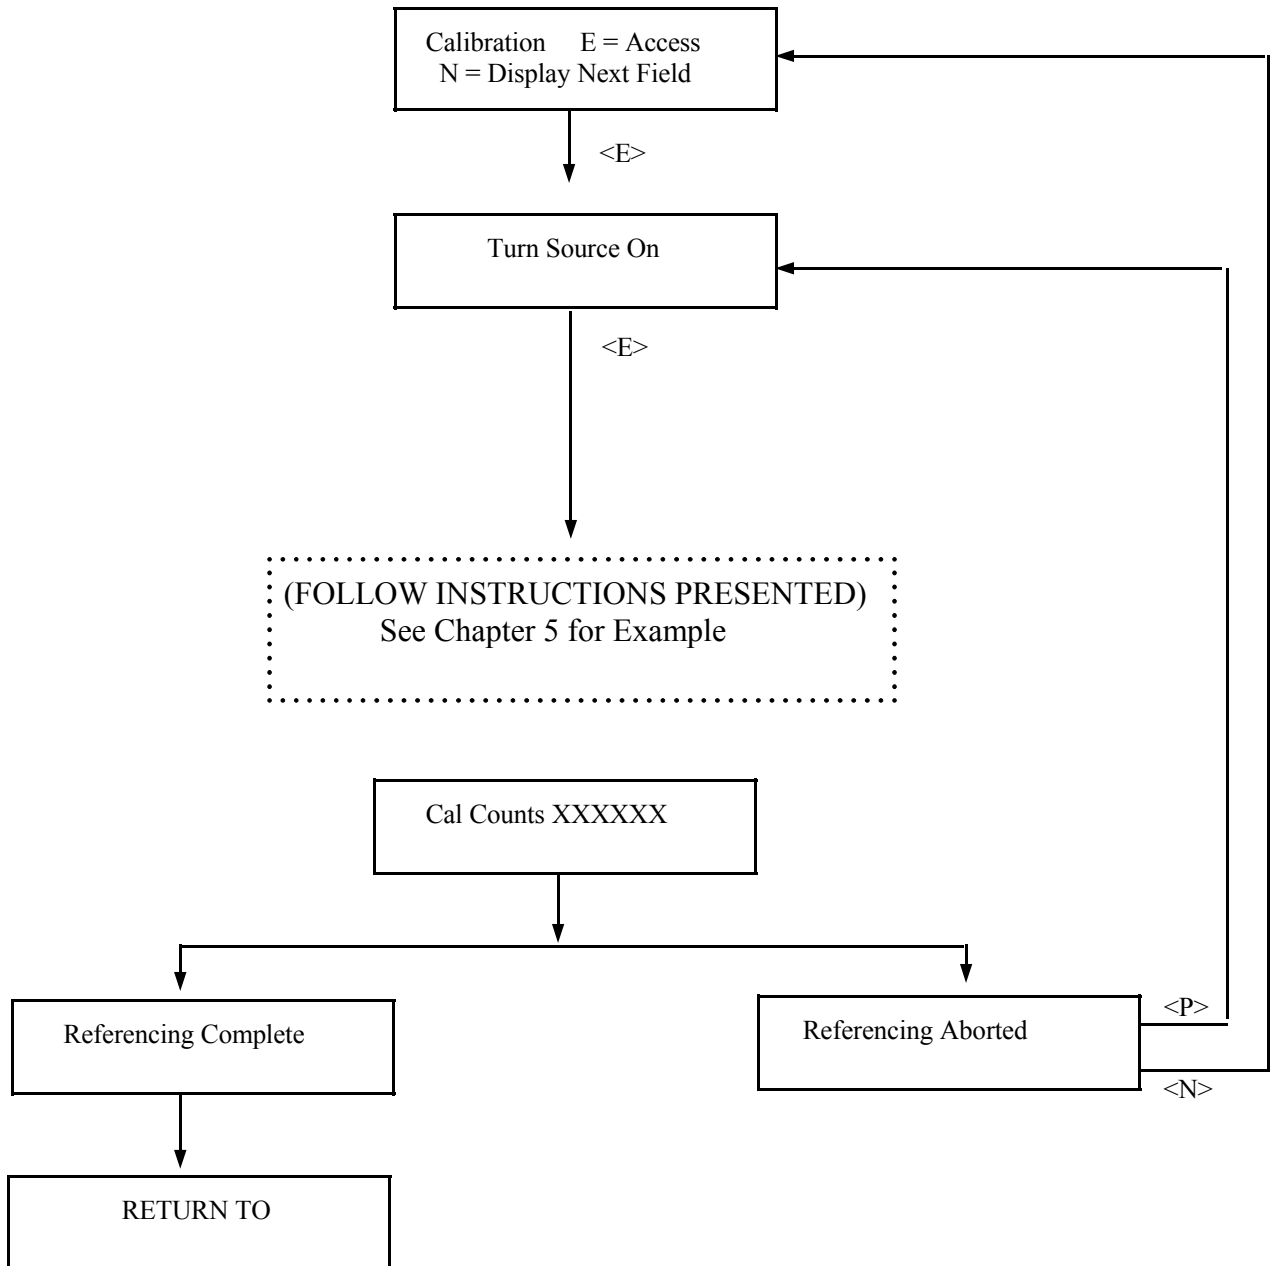 Calibration E = Access
N = Display Next Field
<E>
Turn Source On
<E>
(FOLLOW INSTRUCTIONS PRESENTED)
See Chapter 5 for Example
Cal Counts XXXXXX
Referencing Complete
Referencing Aborted
<P>
<N>
RETURN TO